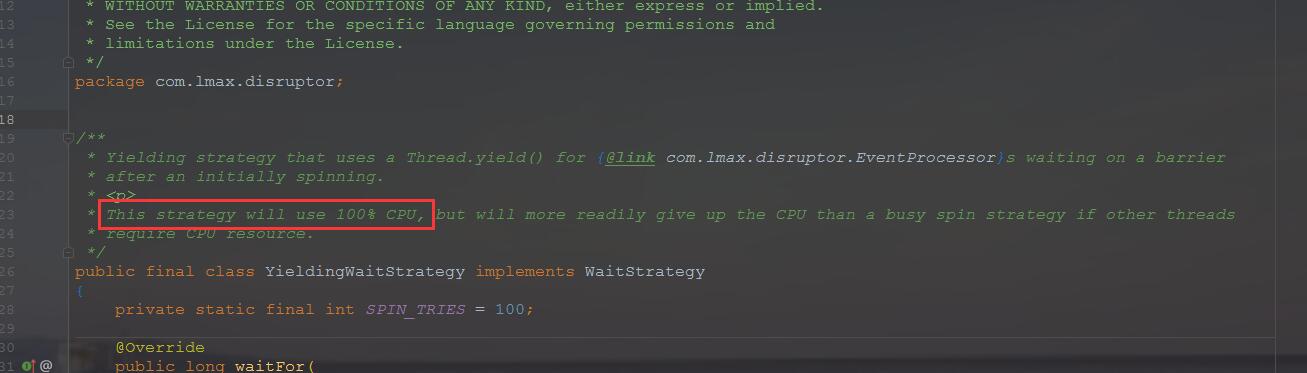 12 * WITHOUT WARRANTIES OR CONDITIONS OF ANY KIND, either express or implied.
13 * See the License for the specific language governing permissions and
14 * limitations under the License.
15 */
16 package com.lmax.disruptor;
17
18
19 /**
20 * Yielding strategy that uses a Thread.yield() for {@link com.lmax.disruptor.EventProcessor}s waiting on a barrier
21 * after an initially spinning.
22 * <p>
23 * This strategy will use 100% CPU, but will more readily give up the CPU than a busy spin strategy if other threads
24 * require CPU resource.
25 */
26 public final class YieldingWaitStrategy implements WaitStrategy
27 {
28 private static final int SPIN_TRIES = 100;
29
30 @Override
31 @ public long waitFor(